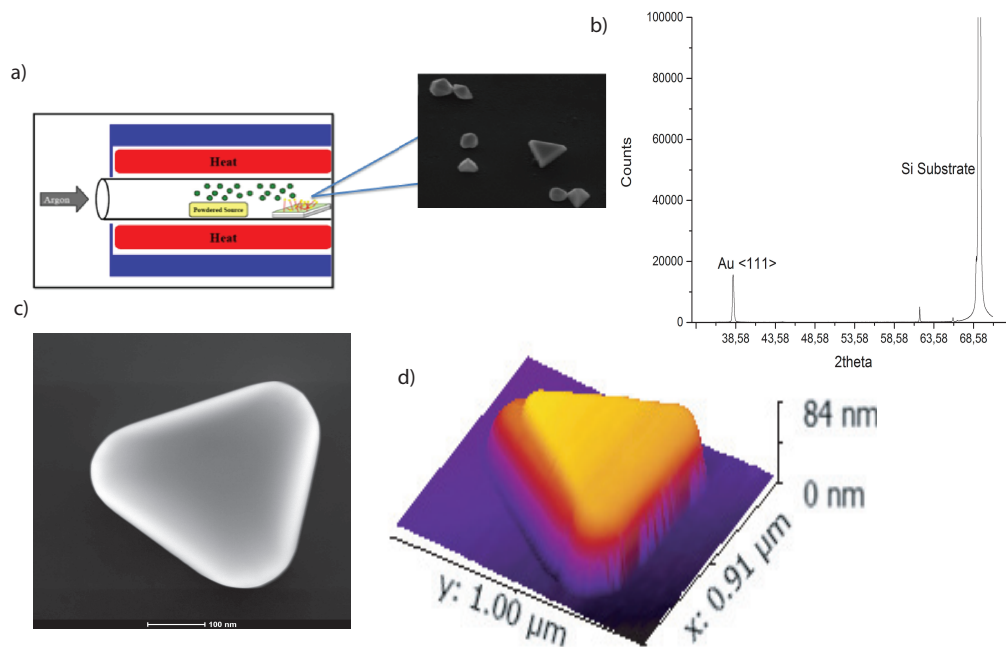 a)
Heat
Argon
Powdered Source
Heat
b)
100000
80000
60000
40000
20000
0
Counts
Si Substrate
Au <111>
38,58 43,58 48,58 53,58 58,58 63,58 68,58
2theta
c)
100 nm
d)
84 nm
0 nm
y: 1.00 µm
x: 0.91 µm